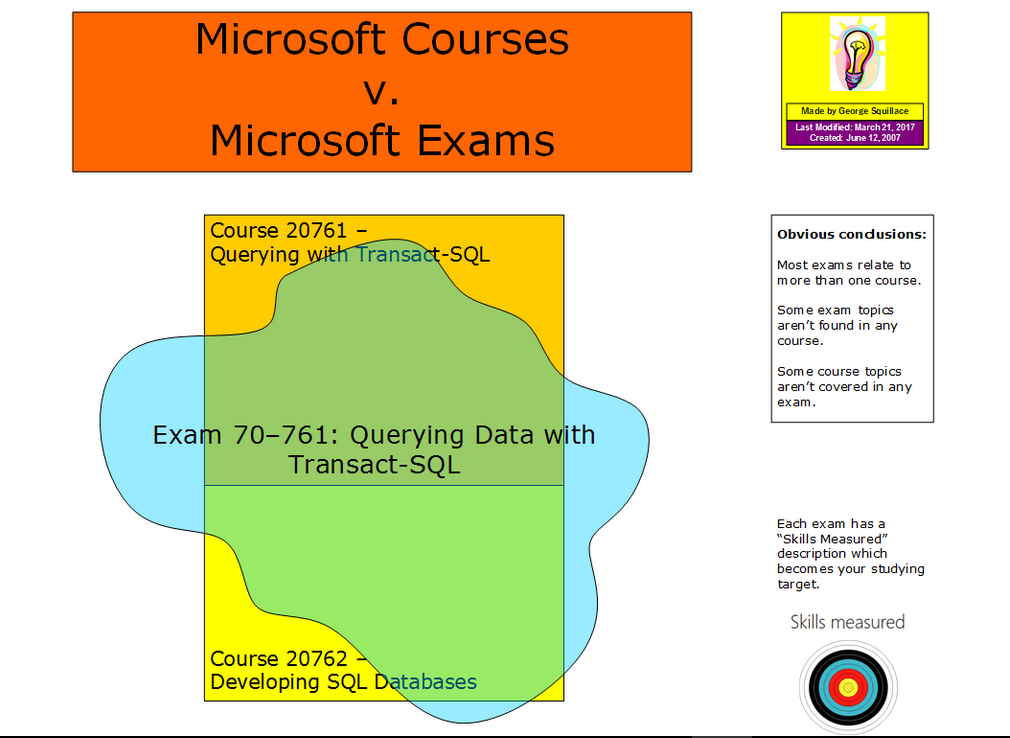 Microsoft Courses
v.
Microsoft Exams
Made by George Squillace
Last Modified: March 21, 2017
Created: June 12, 2007
Course 20761 –
Querying with Transact-SQL
Exam 70–761: Querying Data with
Transact-SQL
Course 20762 –
Developing SQL Databases
Obvious conclusions:
Most exams relate to
more than one course.
Some exam topics
aren’t found in any
course.
Some course topics
aren’t covered in any
exam.
Each exam has a
“Skills Measured”
description which
becomes your studying
target.
Skills measured